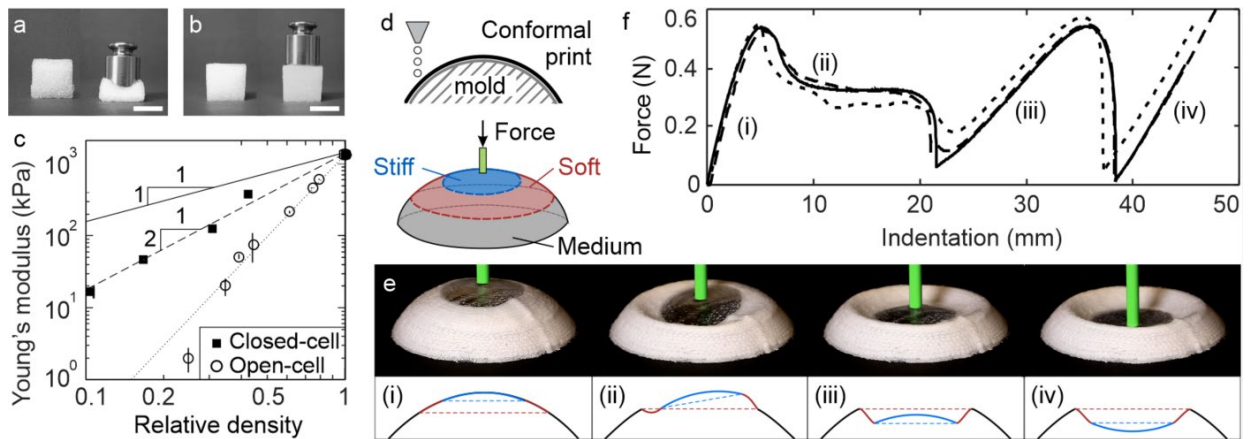 a
b
c
Young's modulus (kPa)
10³
10²
10¹
10⁰
1
1
1
2
Closed-cell
Open-cell
0.1
0.5
1
Relative density
d
Conformal
print
mold
Force
Stiff
Soft
Medium
f
Force (N)
0.6
0.4
0.2
0
(i)
(ii)
(iii)
(iv)
0
10
20
30
40
50
Indentation (mm)
e
(i)
(ii)
(iii)
(iv)